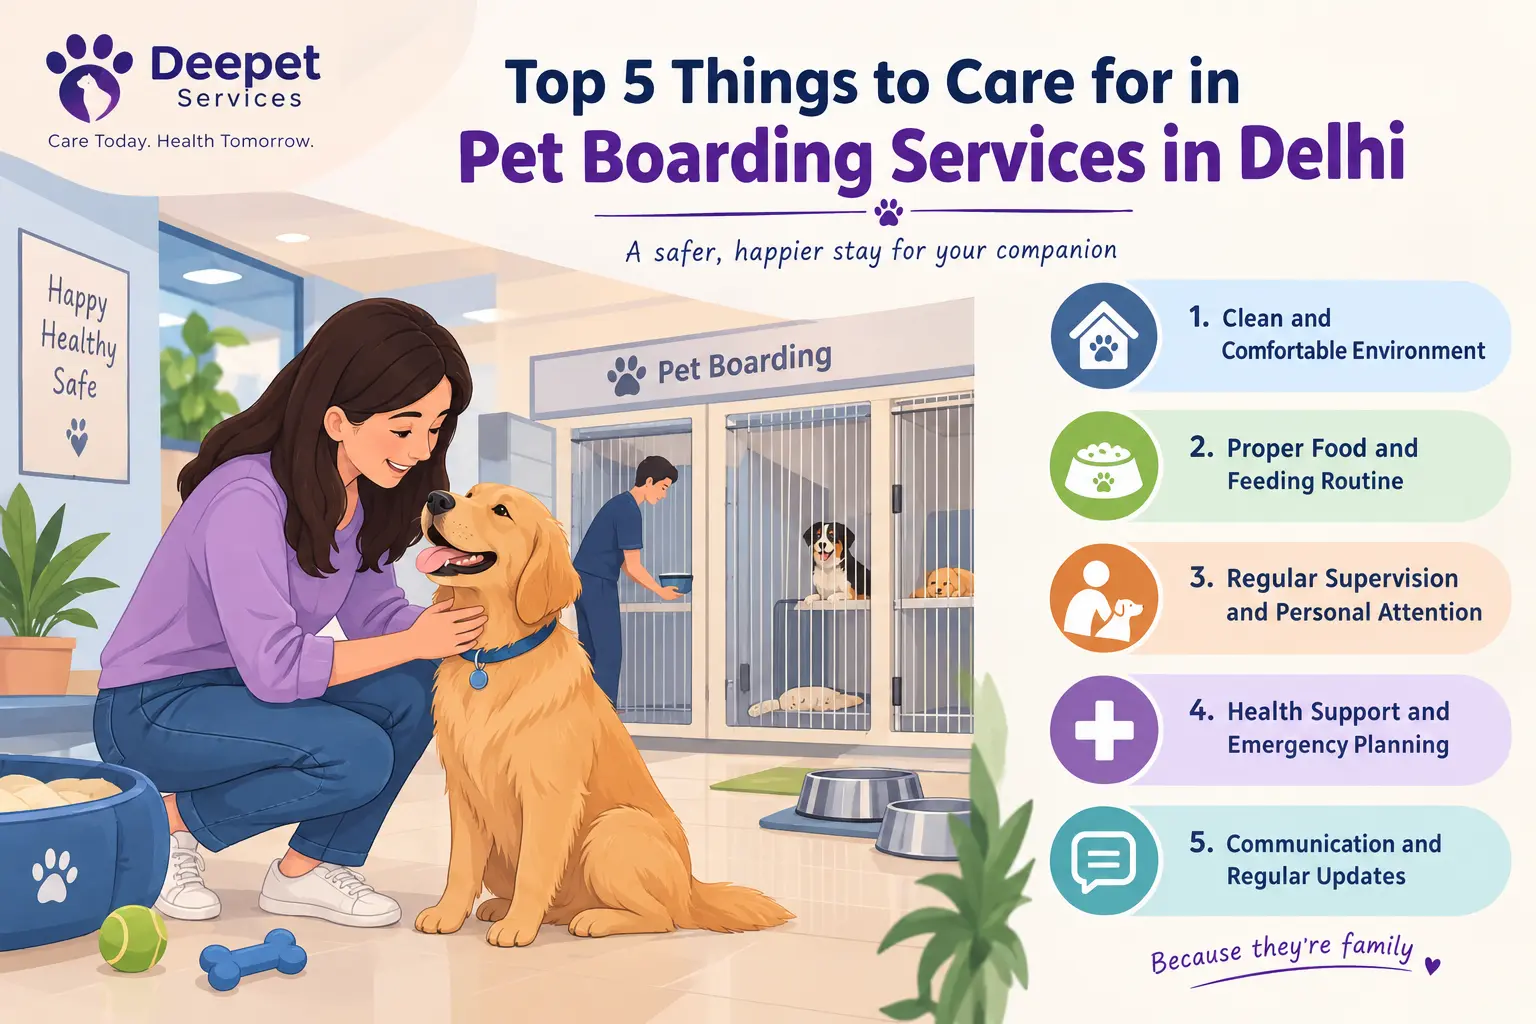 Deepet
Services
Care Today. Health Tomorrow.
Top 5 Things to Care for in
Pet Boarding Services in Delhi
A safer, happier stay for your companion
Happy
Healthy
Safe
Pet Boarding
1. Clean and
Comfortable Environment
2. Proper Food and
Feeding Routine
3. Regular Supervision
and Personal Attention
4. Health Support and
Emergency Planning
5. Communication and
Regular Updates
Because they're family